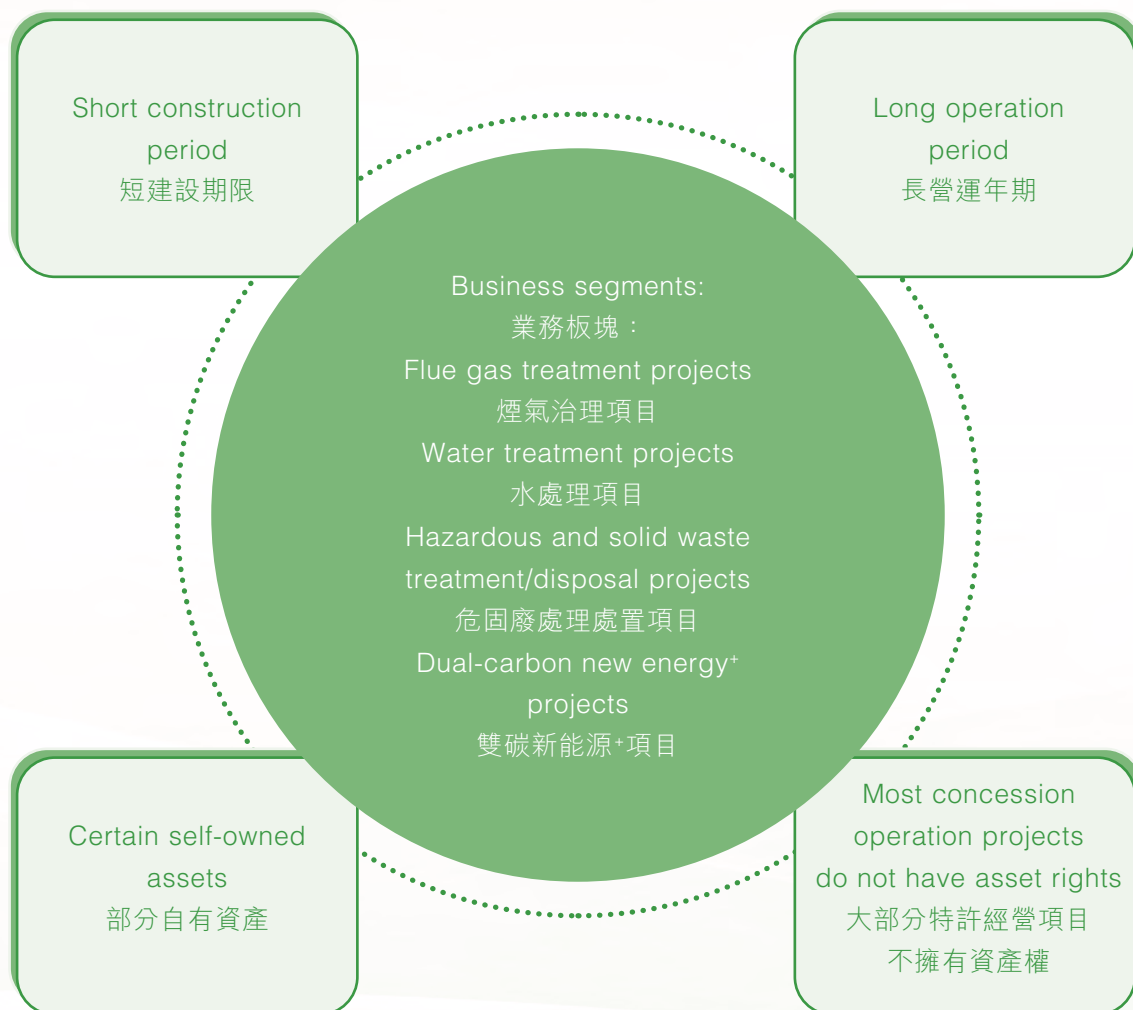 Short construction
period
短建設期限
Long operation
period
長營運年期
Business segments:
業務板塊：
Flue gas treatment projects
煙氣治理項目
Water treatment projects
水處理項目
Hazardous and solid waste
treatment/disposal projects
危固廢處理處置項目
Dual-carbon new energy⁺
projects
雙碳新能源⁺項目
Certain self-owned
assets
部分自有資產
Most concession
operation projects
do not have asset rights
大部分特許經營項目
不擁有資產權